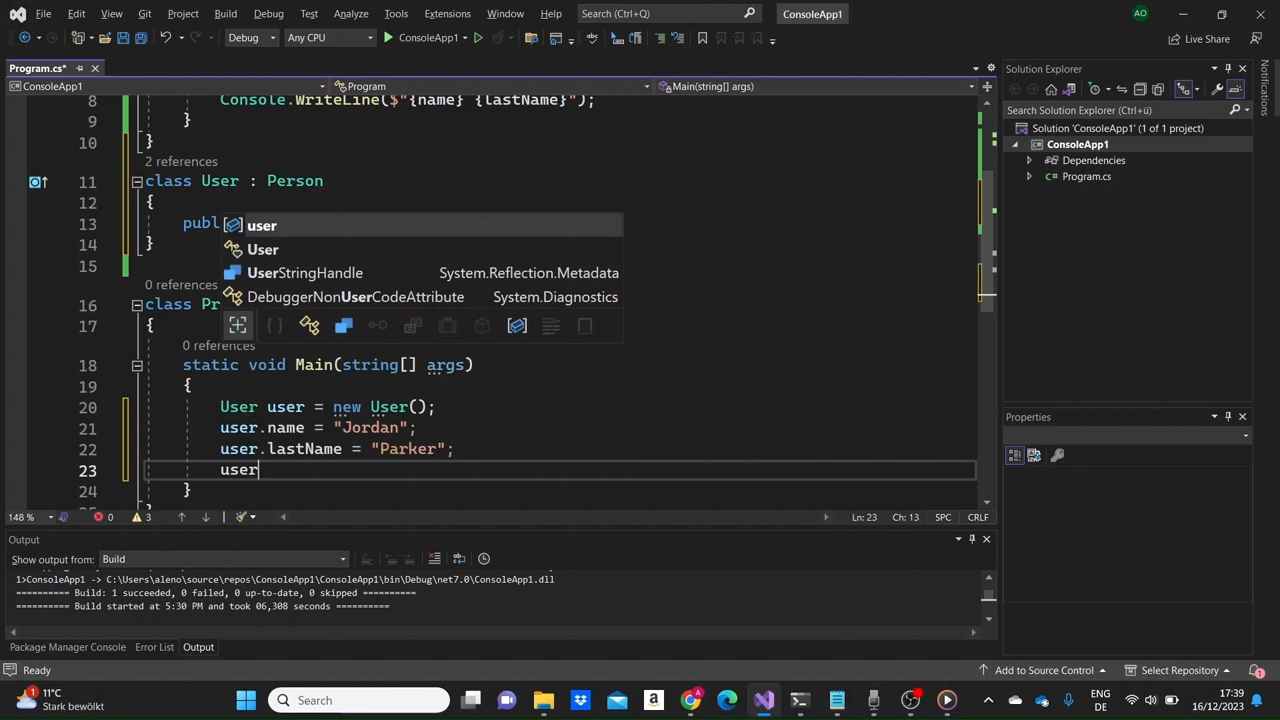 File Edit View Git Project Build Debug Test Analyze Tools Extensions Window Help Search (Ctrl+Q) ConsoleApp1 AO
Debug Any CPU ConsoleApp1 Live Share
Program.cs* Solution Explorer
ConsoleApp1 Program Main(string[] args)
Search Solution Explorer (Ctrl+ü)
Solution 'ConsoleApp1' (1 of 1 project)
ConsoleApp1
Dependencies
Program.cs
Notifications
8 Console.WriteLine($"{name} {lastName}");
9 }
10 }
2 references
11 class User : Person
12 {
13 publ
14 }
15
user
User
UserStringHandle System.Reflection.Metadata
DebuggerNonUserCodeAttribute System.Diagnostics
0 references
16 class Pr
17 {
0 references
18 static void Main(string[] args)
19 {
20 User user = new User();
21 user.name = "Jordan";
22 user.lastName = "Parker";
23 user
24 }
Properties
148 % 0 3 Ln: 23 Ch: 13 SPC CRLF
Output
Show output from: Build
1>ConsoleApp1 -> C:\Users\aleno\source\repos\ConsoleApp1\ConsoleApp1\bin\Debug\net7.0\ConsoleApp1.dll
========== Build: 1 succeeded, 0 failed, 0 up-to-date, 0 skipped ==========
========== Build started at 5:30 PM and took 06,308 seconds ==========
Package Manager Console Error List Output
Ready Add to Source Control Select Repository 1
1 11°C
Stark bewölkt
Search
ENG
DE
17:39
16/12/2023